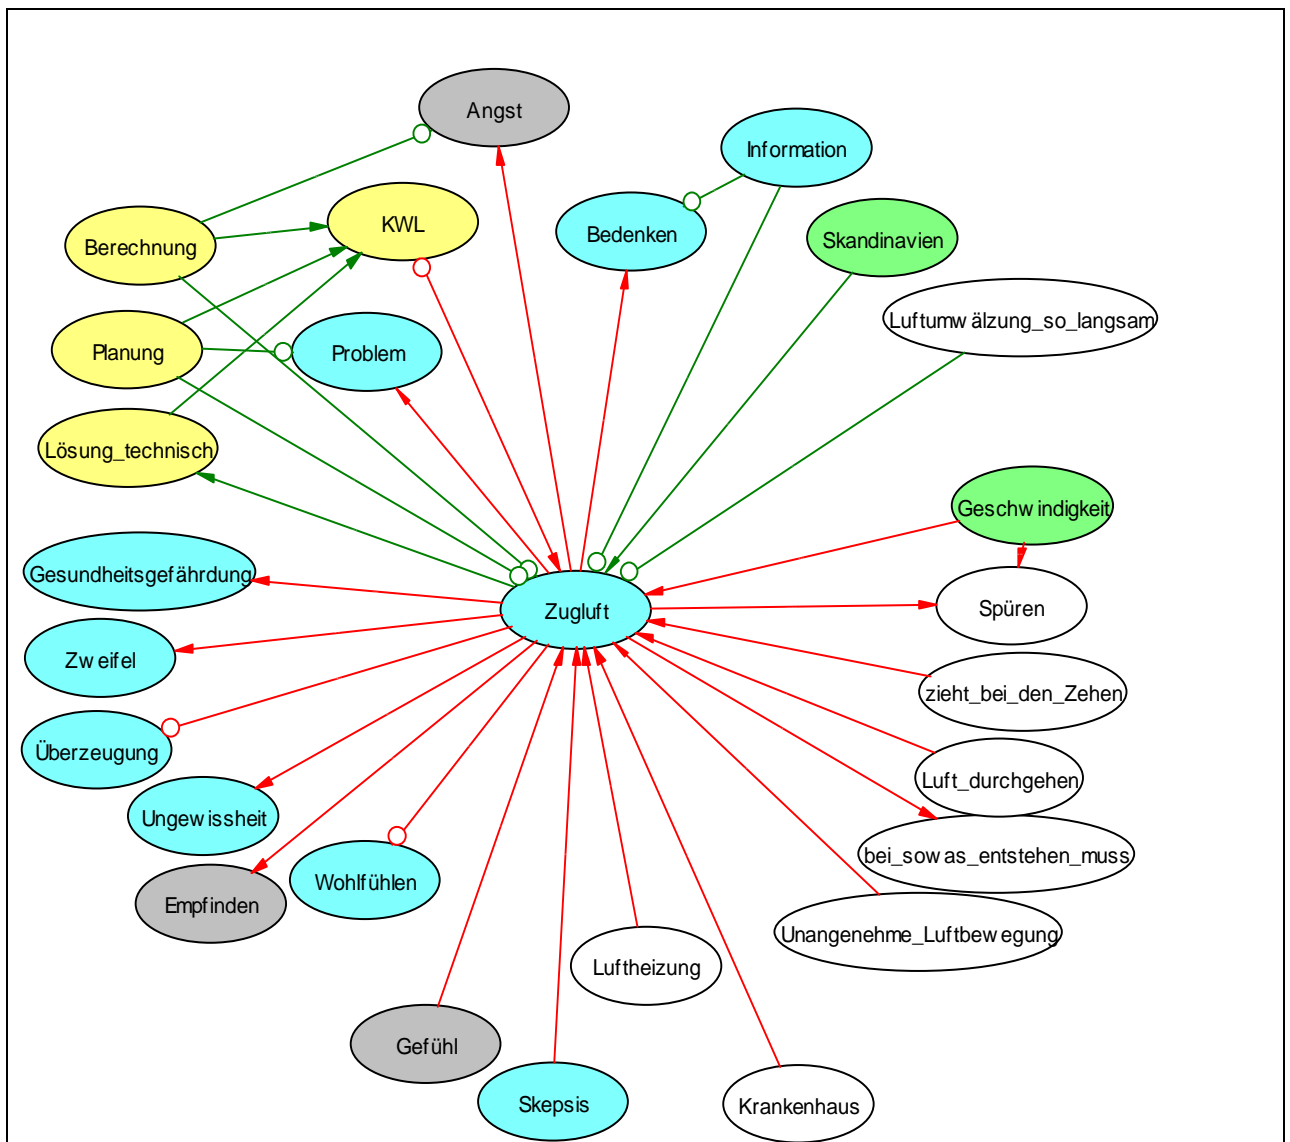 Angst
Information
KWL
Bedenken
Skandinavien
Berechnung
Luftumwälzung_so_langsam
Planung
Problem
Lösung_technisch
Geschwindigkeit
Gesundheitsgefährdung
Zugluft
Spüren
Zweifel
zieht_bei_den_Zehen
Überzeugung
Luft_durchgehen
Ungewissheit
bei_sowas_entstehen_muss
Wohlfühlen
Empfinden
Unangenehme_Luftbewegung
Luftheizung
Gefühl
Skepsis
Krankenhaus